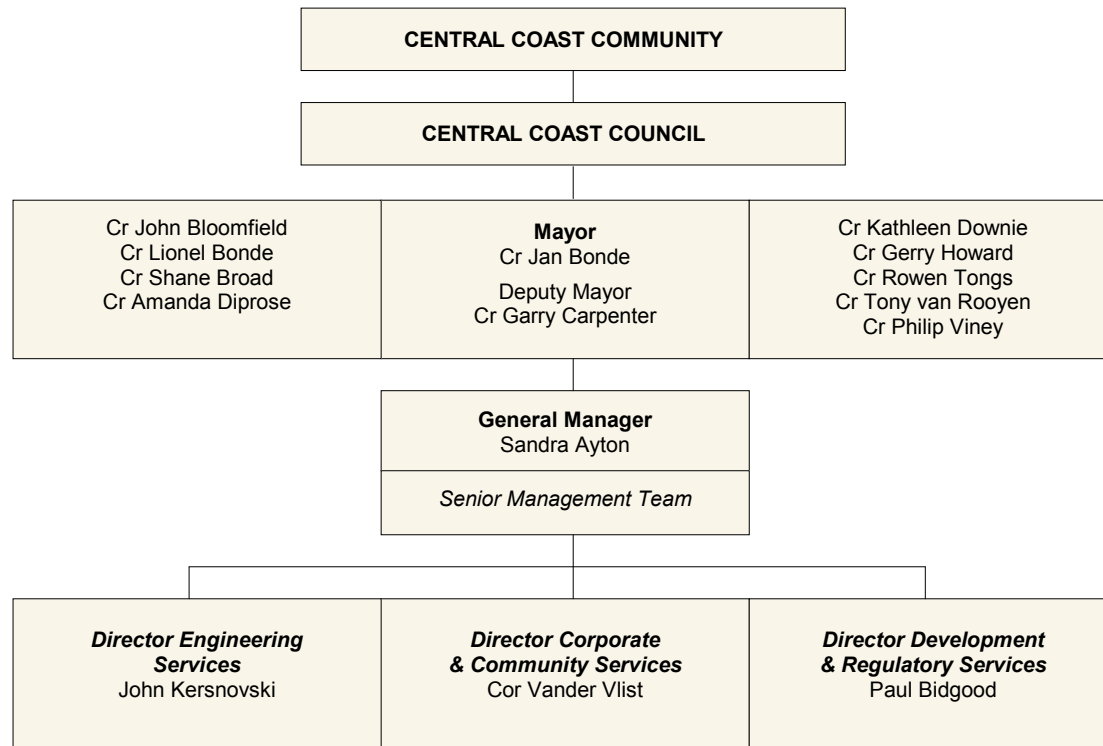 CENTRAL COAST COMMUNITY
CENTRAL COAST COUNCIL
Cr John Bloomfield
Cr Lionel Bonde
Cr Shane Broad
Cr Amanda Diprose
Mayor
Cr Jan Bonde
Deputy Mayor
Cr Garry Carpenter
Cr Kathleen Downie
Cr Gerry Howard
Cr Rowen Tongs
Cr Tony van Rooyen
Cr Philip Viney
General Manager
Sandra Ayton
Senior Management Team
Director Engineering
Services
John Kersnovski
Director Corporate
& Community Services
Cor Vander Vlist
Director Development
& Regulatory Services
Paul Bidgood